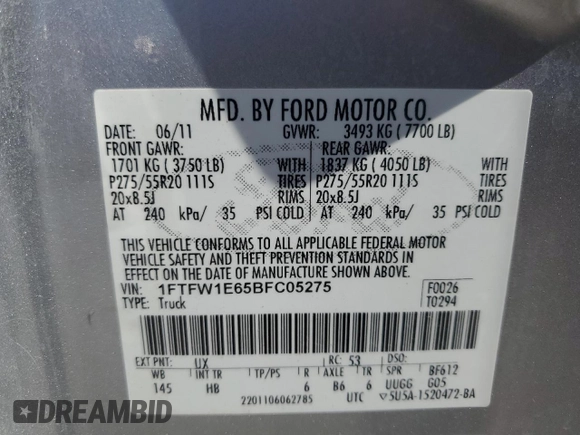 MFD. BY FORD MOTOR CO.
DATE: 06/11 GVWR: 3493 KG ( 7700 LB)
FRONT GAWR: REAR GAWR:
1701 KG ( 3750 LB) WITH 1837 KG ( 4050 LB) WITH
P275/55R20 111S TIRES P275/55R20 111S TIRES
20x8.5J RIMS 20x8.5J RIMS
AT 240 kPa/ 35 PSI COLD AT 240 kPa/ 35 PSI COLD
THIS VEHICLE CONFORMS TO ALL APPLICABLE FEDERAL MOTOR
VEHICLE SAFETY AND THEFT PREVENTION STANDARDS IN
EFFECT ON THE DATE OF MANUFACTURE SHOWN ABOVE.
VIN: 1FTFW1E65BFC05275 F0026
TYPE: Truck T0294
EXT PNT: UX RC: 53 DSO:
WB INT TR TP/PS R AXLE TR SPR BF612
145 HB 6 B6 6 UUGG G05
2201106062785 UTC ▽SUSA-1520472-BA
DREAMBID